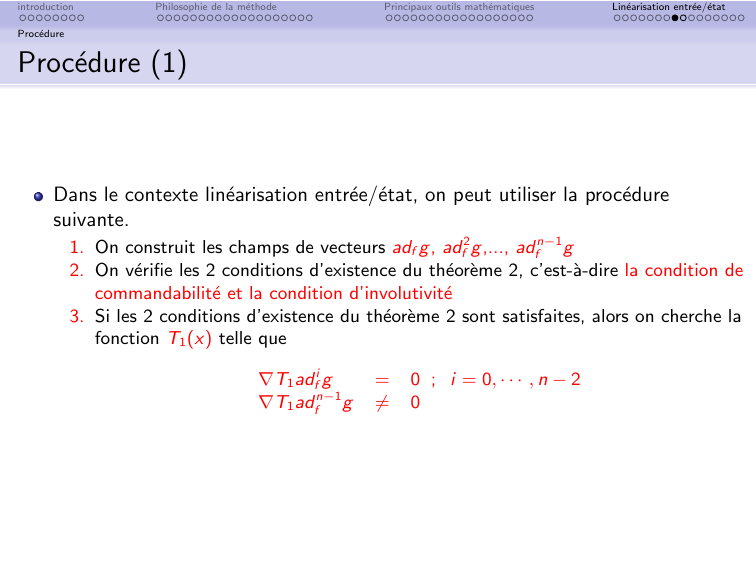 introduction Philosophie de la méthode Principaux outils mathématiques Linéarisation entrée/état
Procédure
Procédure (1)
Dans le contexte linéarisation entrée/état, on peut utiliser la procédure
suivante.
1. On construit les champs de vecteurs $ad_f g$, $ad_f^2 g$,..., $ad_f^{n-1} g$
2. On vérifie les 2 conditions d'existence du théorème 2, c'est-à-dire la condition de
commandabilité et la condition d'involutivité
3. Si les 2 conditions d'existence du théorème 2 sont satisfaites, alors on cherche la
fonction $T_1(x)$ telle que
$\nabla T_1 ad_f^i g = 0 \; ; \; i = 0, \cdots, n-2$
$\nabla T_1 ad_f^{n-1} g \neq 0$